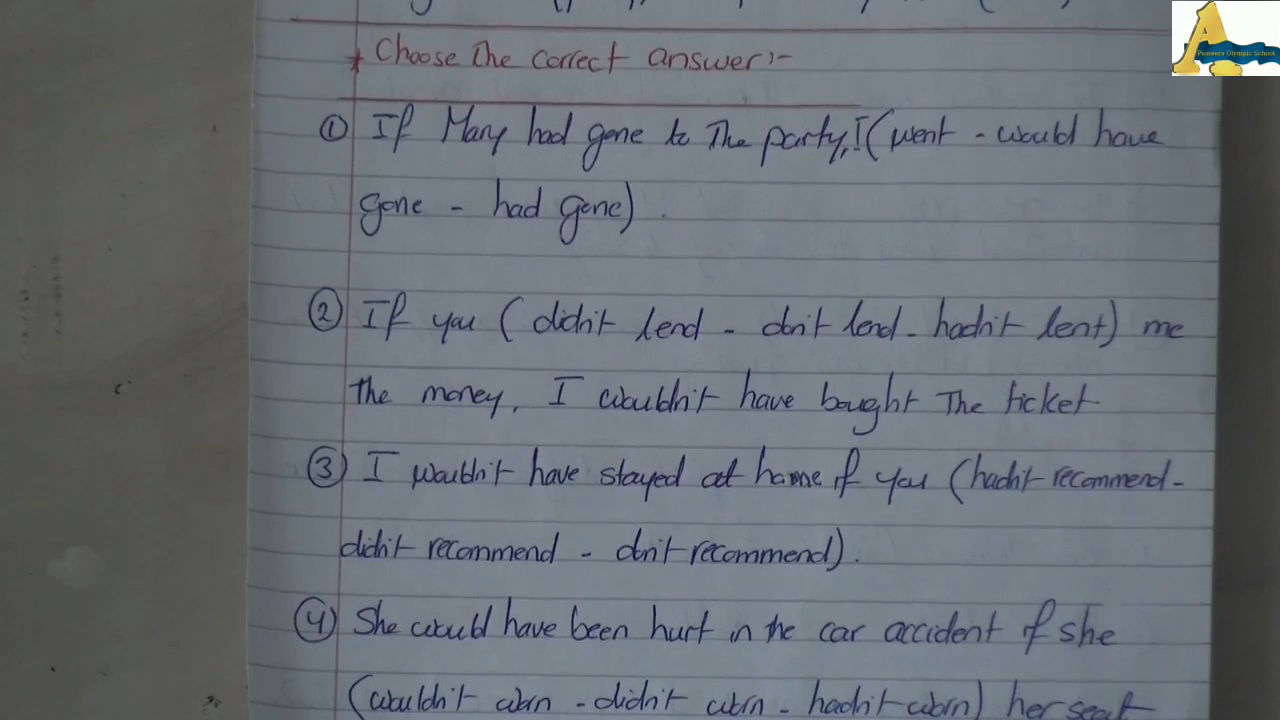 Pioneers Olympic School
* Choose The correct answer:-
① If Mary had gone to The party, I (went - would have
gone - had gone).
② If you (didn't lend - don't lend - hadn't lent) me
the money, I wouldn't have bought The ticket
③ I wouldn't have stayed at home if you (hadn't recommend -
didn't recommend - don't recommend).
④ She would have been hurt in the car accident if she
(wouldn't worn - didn't worn - hadn't worn) her seat